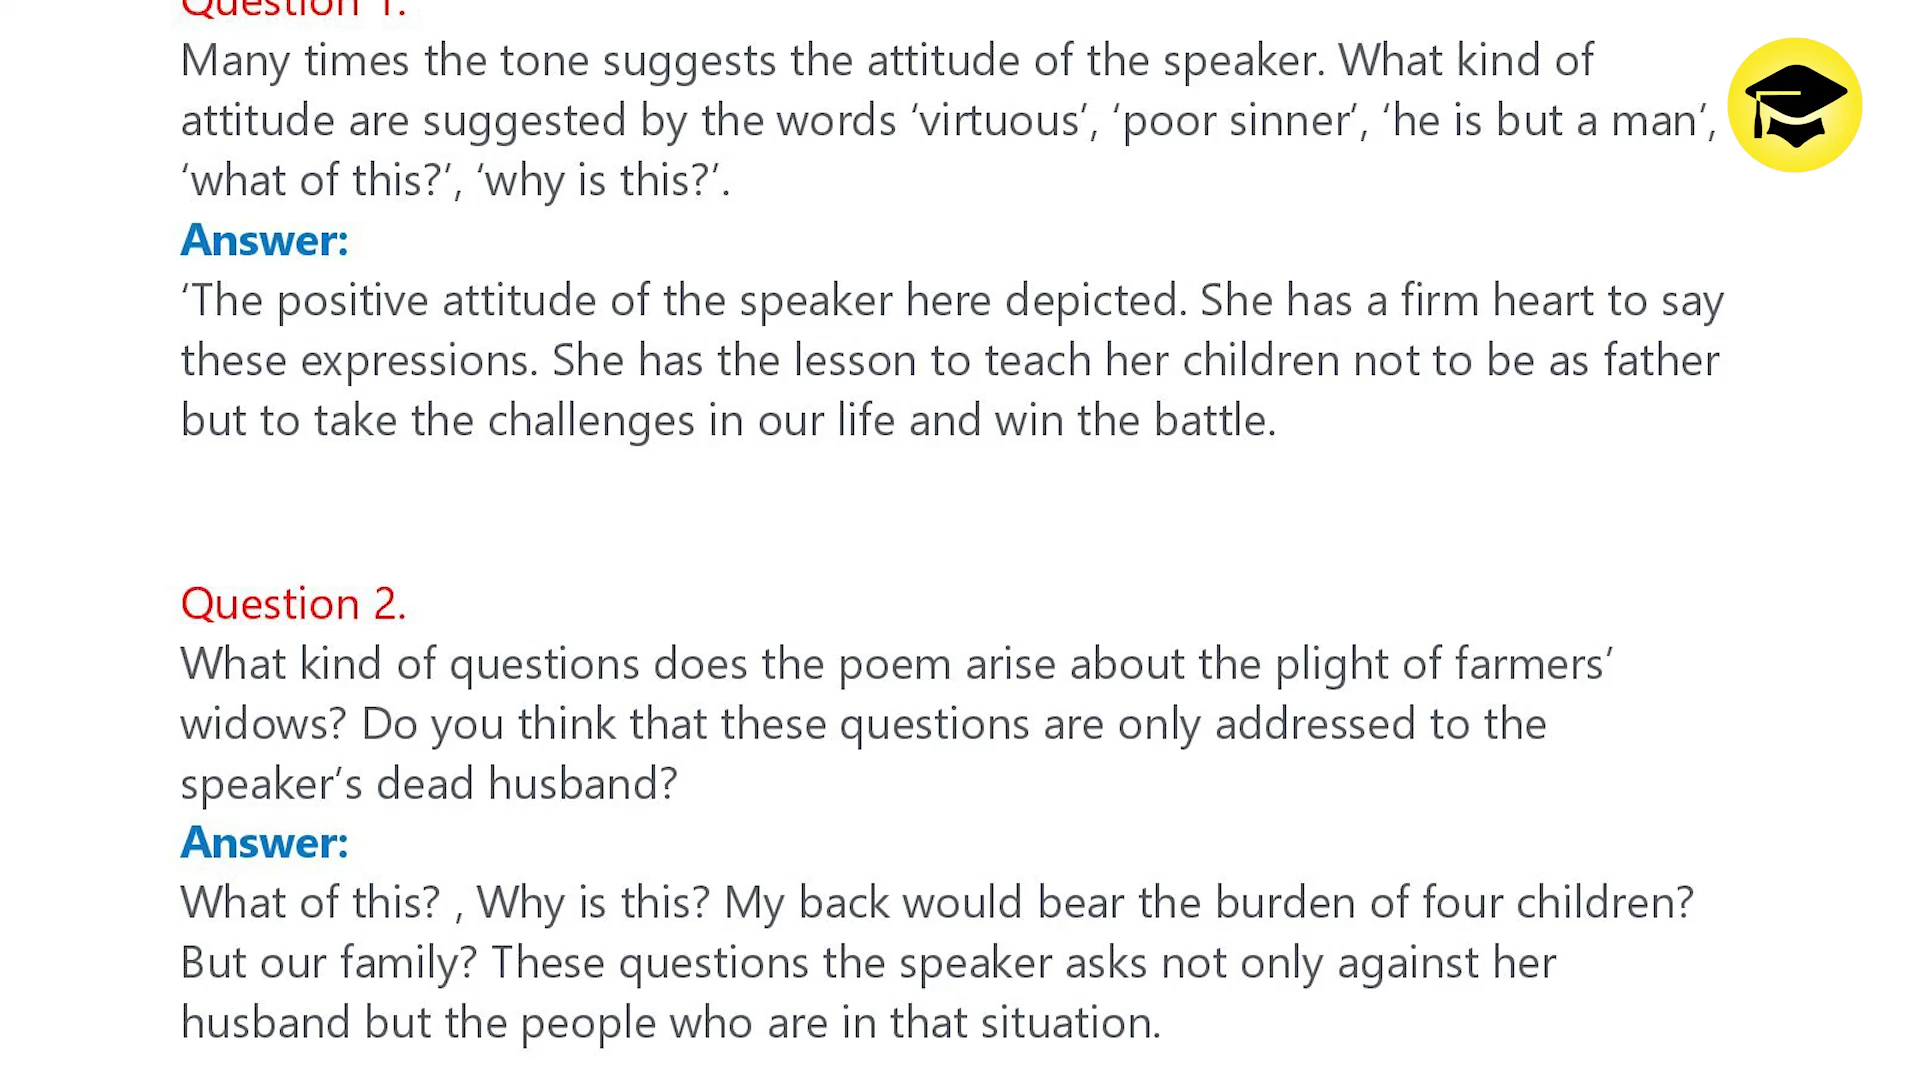 Question 1.
Many times the tone suggests the attitude of the speaker. What kind of
attitude are suggested by the words ‘virtuous’, ‘poor sinner’, ‘he is but a man’,
‘what of this?’, ‘why is this?’.
Answer:
‘The positive attitude of the speaker here depicted. She has a firm heart to say
these expressions. She has the lesson to teach her children not to be as father
but to take the challenges in our life and win the battle.
Question 2.
What kind of questions does the poem arise about the plight of farmers’
widows? Do you think that these questions are only addressed to the
speaker’s dead husband?
Answer:
What of this? , Why is this? My back would bear the burden of four children?
But our family? These questions the speaker asks not only against her
husband but the people who are in that situation.